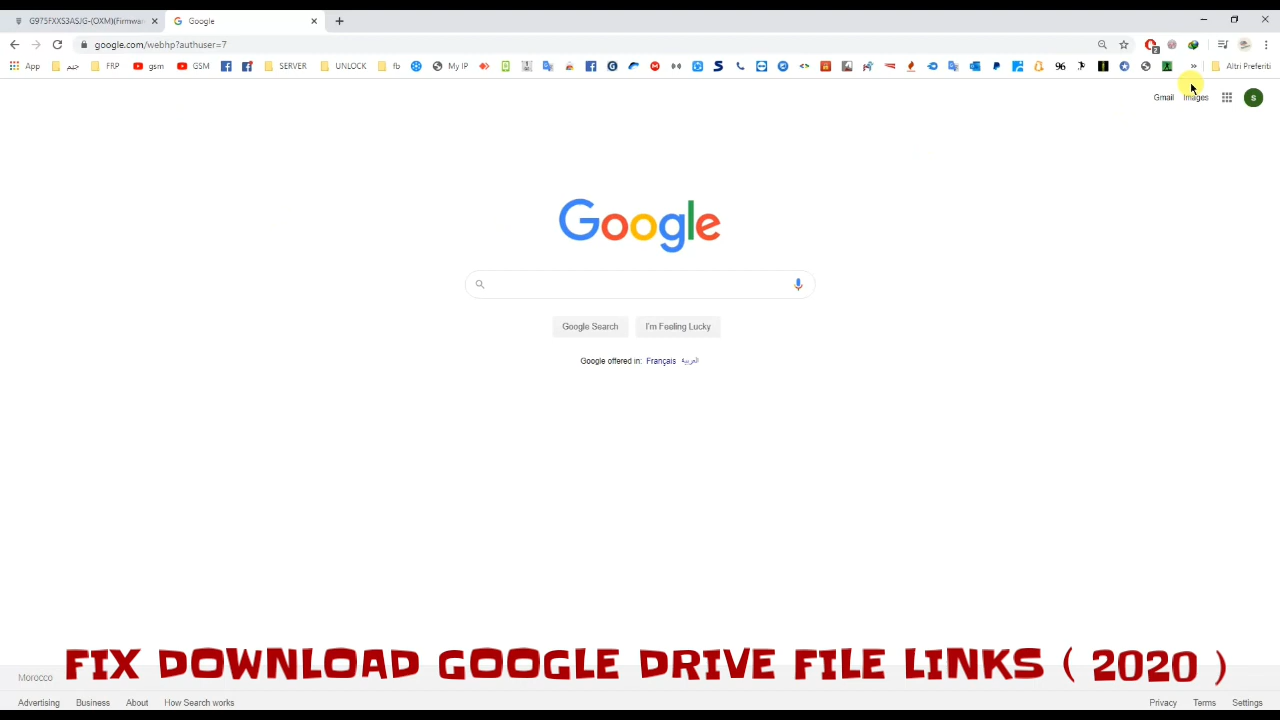 G975FXXS3ASJG-(OXM)(Firmwar
Google
google.com/webhp?authuser=7
App
FRP
gsm
GSM
SERVER
UNLOCK
fb
My IP
96
Altri Preferiti
Gmail
Images
S
Google
Google Search
I'm Feeling Lucky
Google offered in: Français العربية
FIX DOWNLOAD GOOGLE DRIVE FILE LINKS ( 2020 )
Morocco
Advertising
Business
About
How Search works
Privacy
Terms
Settings